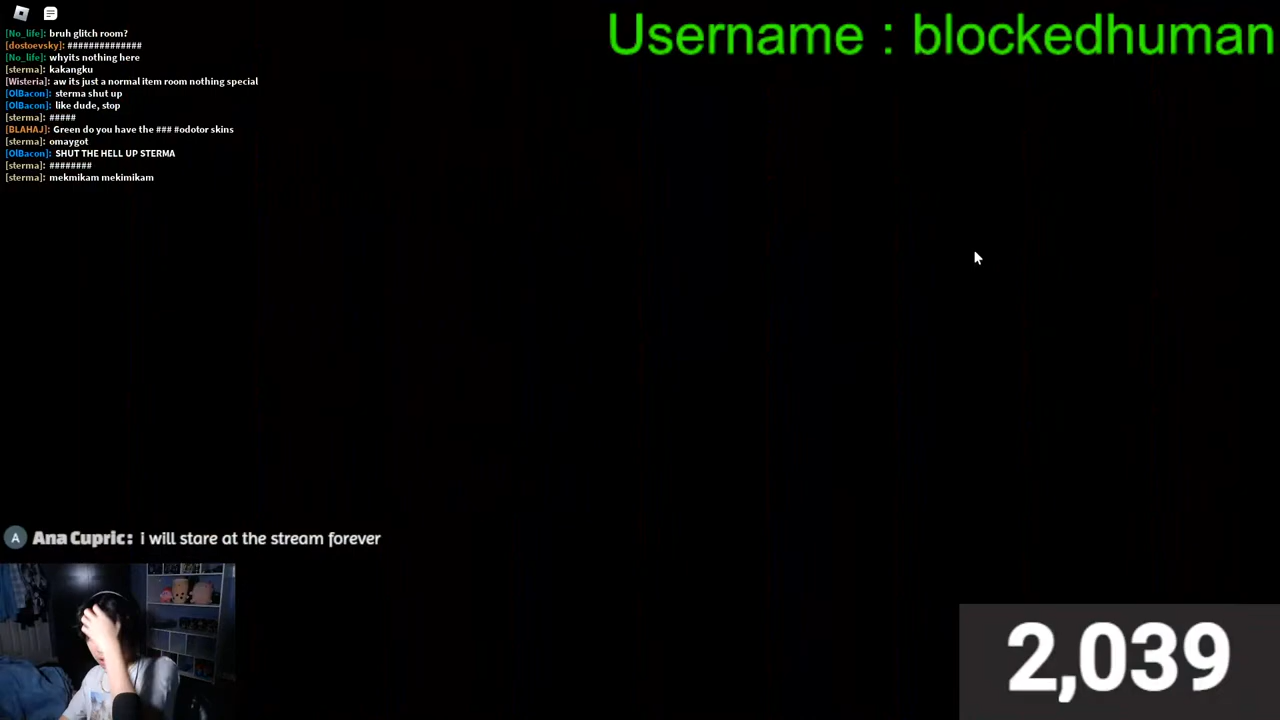 Username : blockedhuman
[No_life]: bruh glitch room?
[dostoevsky]: ##############
[No_life]: whyits nothing here
[sterma]: kakangku
[Wisteria]: aw its just a normal item room nothing special
[OlBacon]: sterma shut up
[OlBacon]: like dude, stop
[sterma]: #####
[BLAHAJ]: Green do you have the ### #odotor skins
[sterma]: omaygot
[OlBacon]: SHUT THE HELL UP STERMA
[sterma]: ########
[sterma]: mekmikam mekimikam
A Ana Cupric: i will stare at the stream forever
2,039